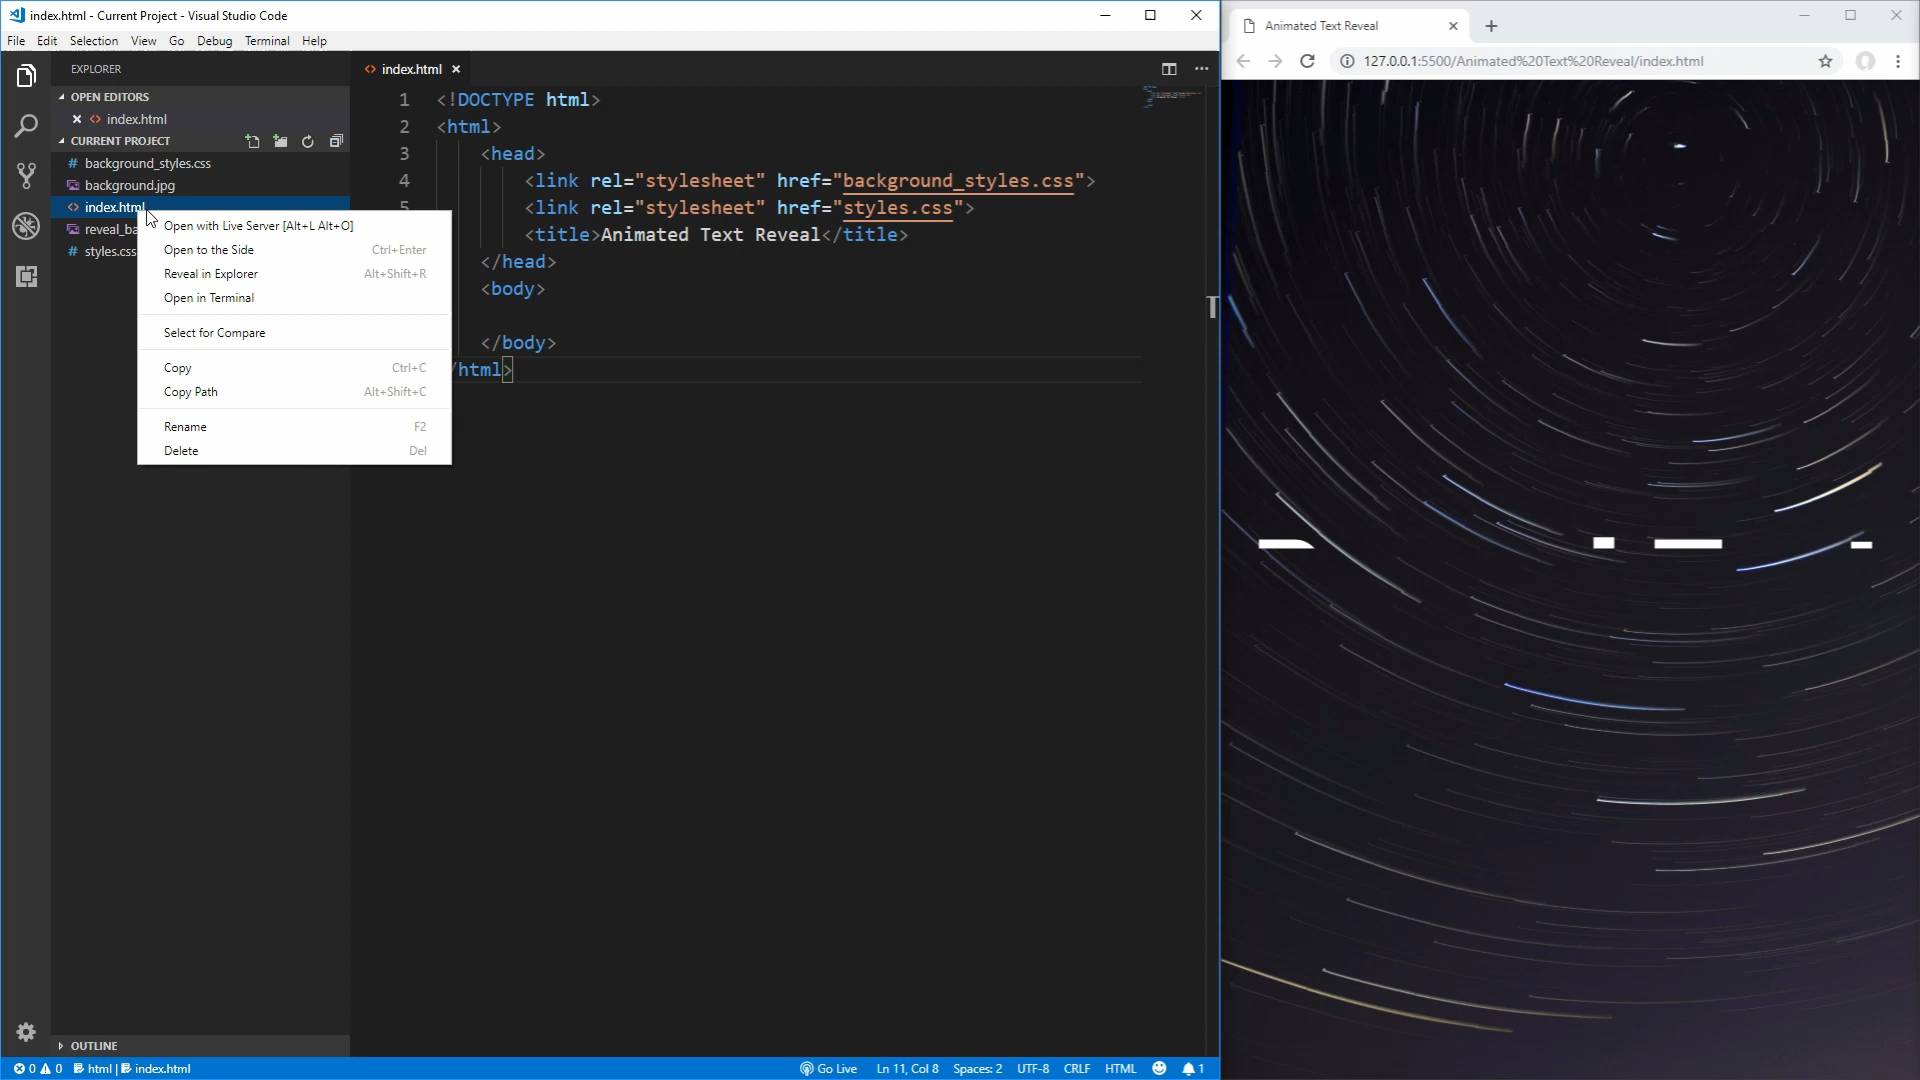 index.html - Current Project - Visual Studio Code
File Edit Selection View Go Debug Terminal Help
EXPLORER
OPEN EDITORS
index.html
CURRENT PROJECT
background_styles.css
background.jpg
index.html
reveal_ba
styles.css
OUTLINE
Open with Live Server [Alt+L Alt+O]
Open to the Side Ctrl+Enter
Reveal in Explorer Alt+Shift+R
Open in Terminal
Select for Compare
Copy Ctrl+C
Copy Path Alt+Shift+C
Rename F2
Delete Del
index.html
1 <!DOCTYPE html>
2 <html>
3 <head>
4 <link rel="stylesheet" href="background_styles.css">
5 <link rel="stylesheet" href="styles.css">
<title>Animated Text Reveal</title>
</head>
<body>
</body>
/html>
0 0 html | index.html
Go Live Ln 11, Col 8 Spaces: 2 UTF-8 CRLF HTML 1
Animated Text Reveal
127.0.0.1:5500/Animated%20Text%20Reveal/index.html